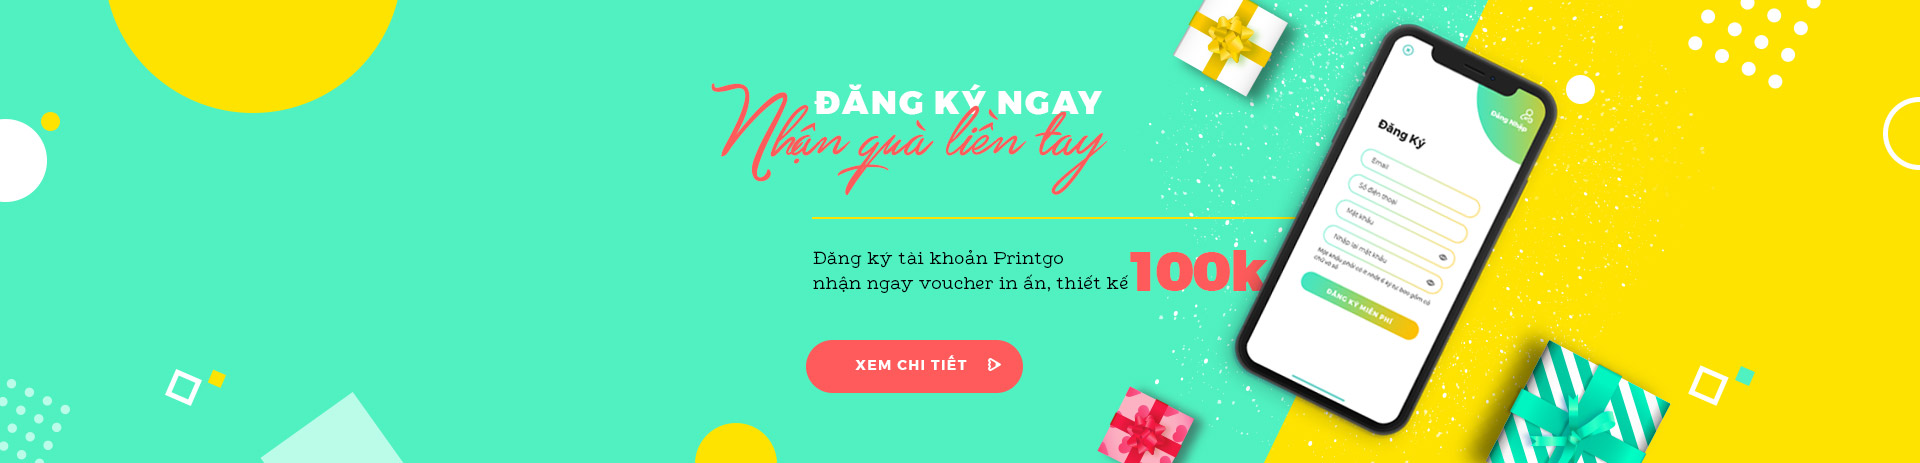 ĐĂNG KÝ NGAY
Nhận quà liền tay
Đăng ký tài khoản Printgo
nhận ngay voucher in ấn, thiết kế 100k
XEM CHI TIẾT
Đăng Nhập
Đăng Ký
Email
Số điện thoại
Mật khẩu
Nhập lại mật khẩu
Mật khẩu phải có ít nhất 6 ký tự bao gồm cả
chữ và số
ĐĂNG KÝ MIỄN PHÍ